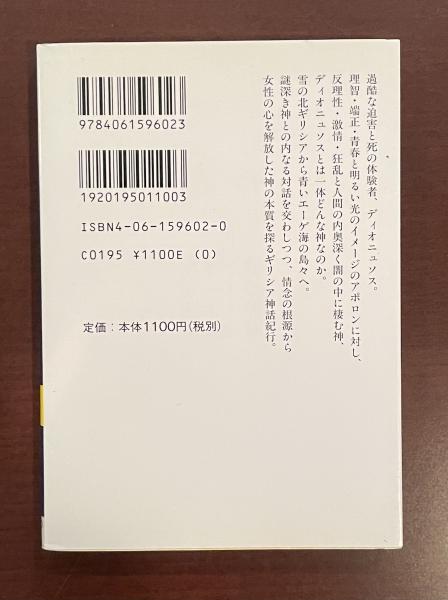 過酷な迫害と死の体験者、ディオニュソス。
理智・端正・青春と明るい光のイメージのアポロンに対し、
反理性・激情・狂乱と人間の内奥深く闇の中に棲む神、
ディオニュソスとは一体どんな神なのか。
雪の北ギリシアから青いエーゲ海の島々へ。
謎深き神との内なる対話を交わしつつ、情念の根源から
女性の心を解放した神の本質を探るギリシア神話紀行。
9784061596023
1920195011003
ISBN4-06-159602-0
C0195 ¥1100E (0)
定価：本体1100円(税別)